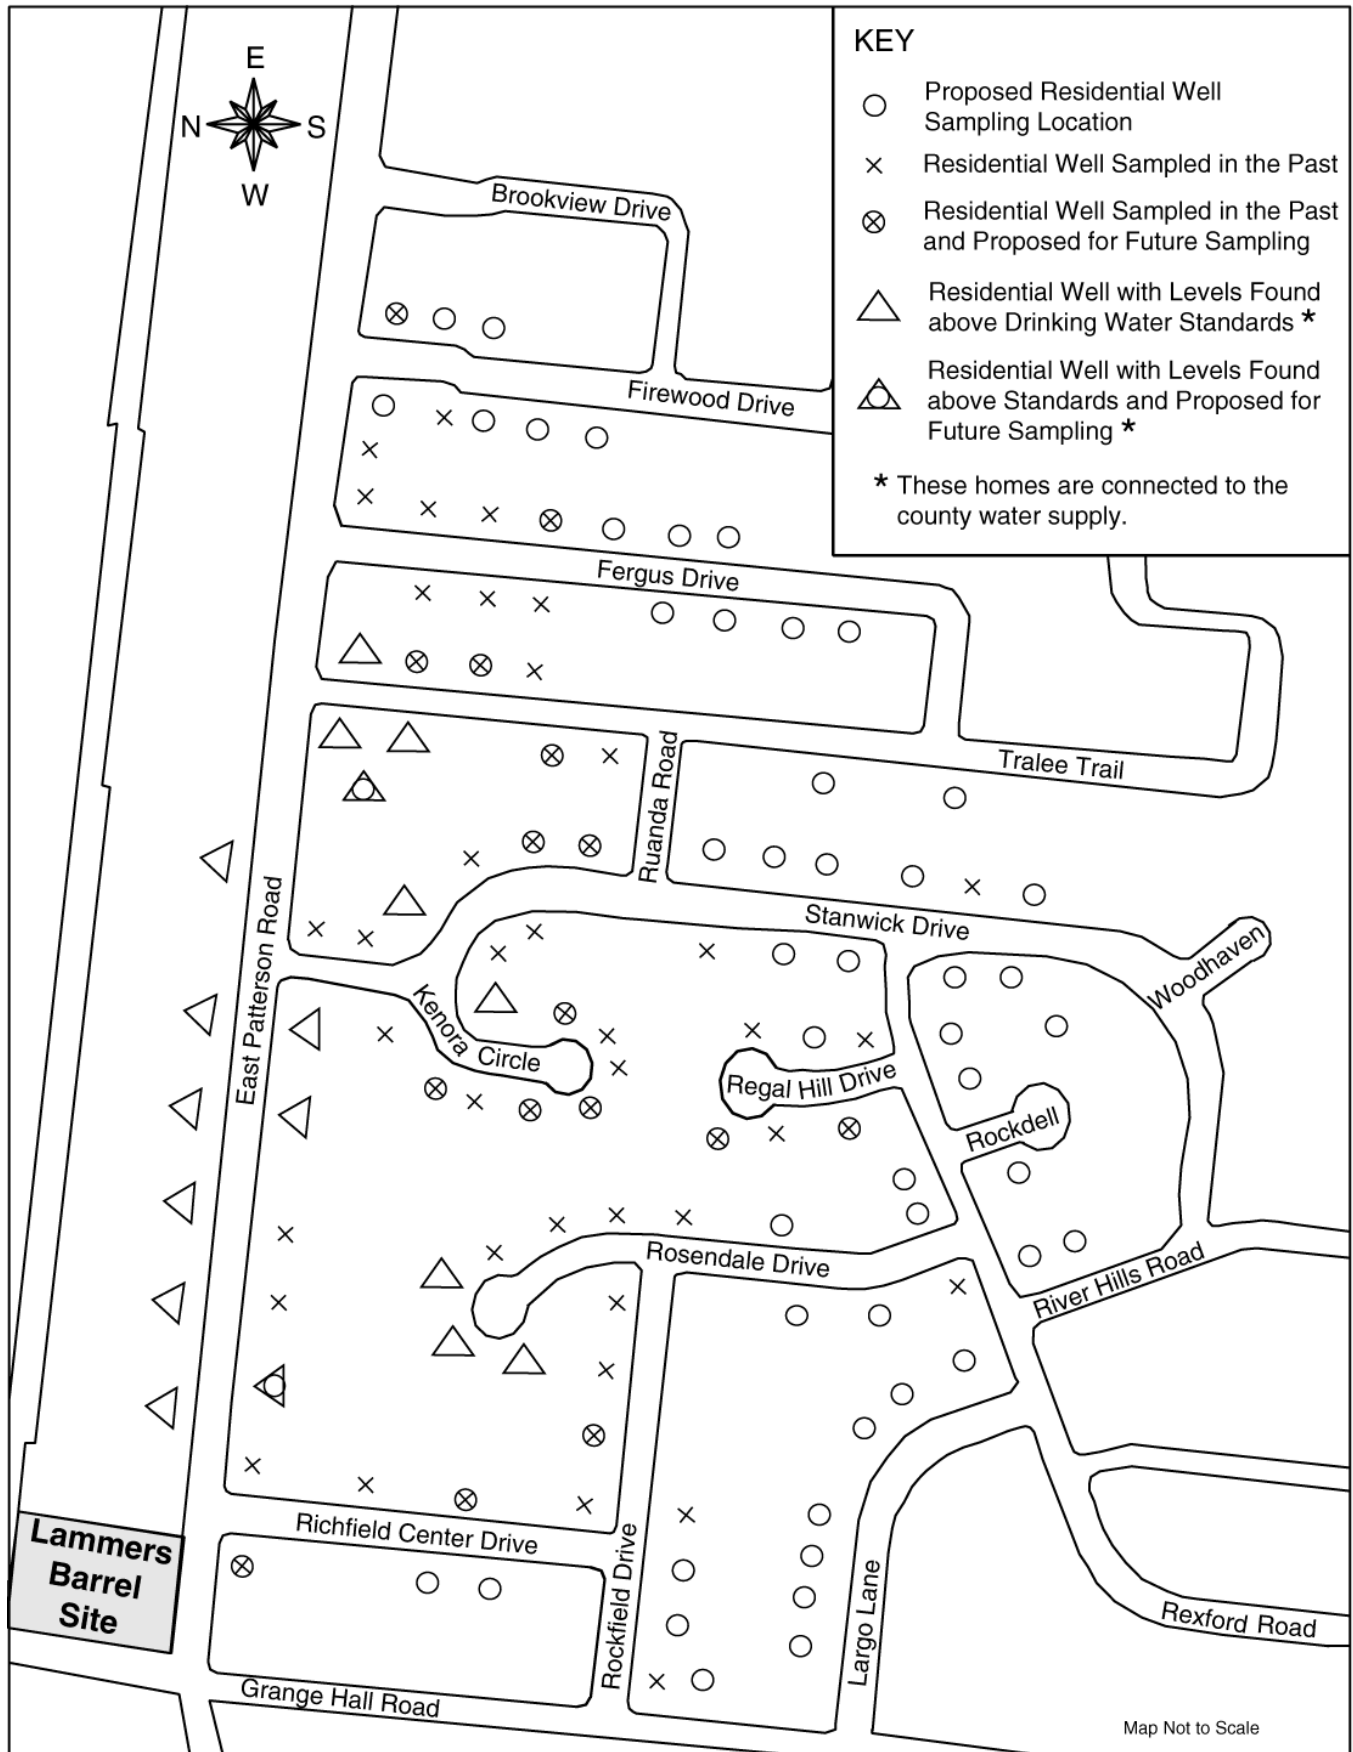 E
N
S
W
KEY
Proposed Residential Well
Sampling Location
Residential Well Sampled in the Past
Residential Well Sampled in the Past
and Proposed for Future Sampling
Residential Well with Levels Found
above Drinking Water Standards *
Residential Well with Levels Found
above Standards and Proposed for
Future Sampling *
* These homes are connected to the
county water supply.
Brookview Drive
Firewood Drive
Fergus Drive
Tralee Trail
Ruanda Road
Stanwick Drive
Woodhaven
East Patterson Road
Kenora Circle
Regal Hill Drive
Rockdell
Rosendale Drive
River Hills Road
Richfield Center Drive
Rockfield Drive
Largo Lane
Rexford Road
Lammers
Barrel
Site
Grange Hall Road
Map Not to Scale